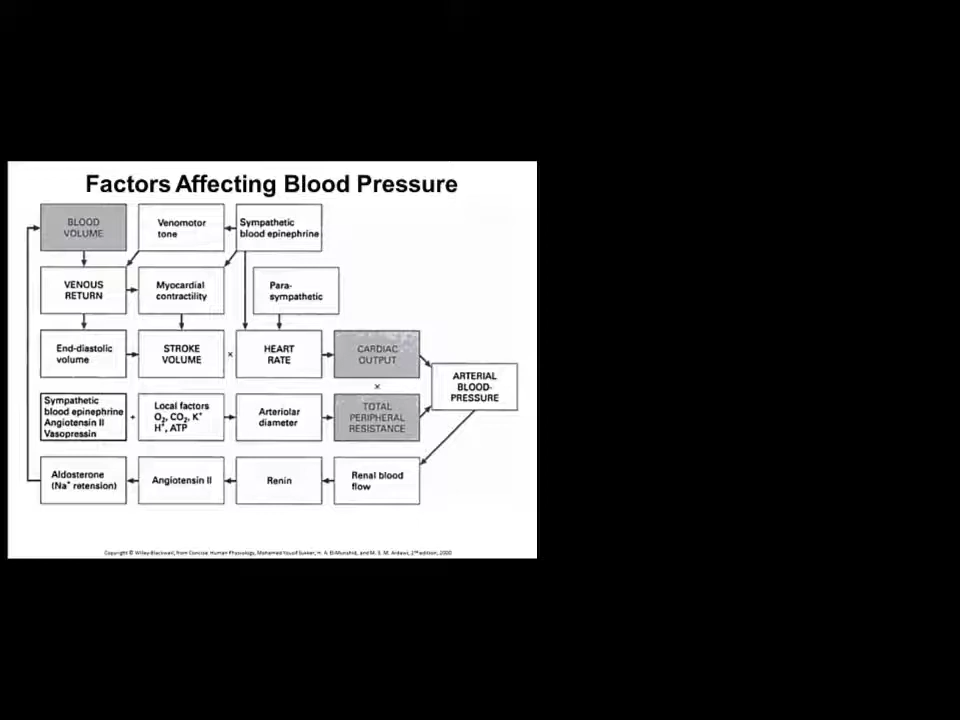 Factors Affecting Blood Pressure
BLOOD
VOLUME
Venomotor
tone
Sympathetic
blood epinephrine
VENOUS
RETURN
Myocardial
contractility
Para-
sympathetic
End-diastolic
volume
STROKE
VOLUME
×
HEART
RATE
CARDIAC
OUTPUT
×
ARTERIAL
BLOOD-
PRESSURE
Sympathetic
blood epinephrine
Angiotensin II
Vasopressin
+
Local factors
O₂, CO₂, K⁺
H⁺, ATP
Arteriolar
diameter
TOTAL
PERIPHERAL
RESISTANCE
Aldosterone
(Na⁺ retension)
Angiotensin II
Renin
Renal blood
flow
Copyright © Wiley-Blackwell, from Concise Human Physiology, Mohamed Yousif Sukkar, H. A. El-Munshid, and M. S. M. Ardawi, 2ⁿᵈ edition, 2000